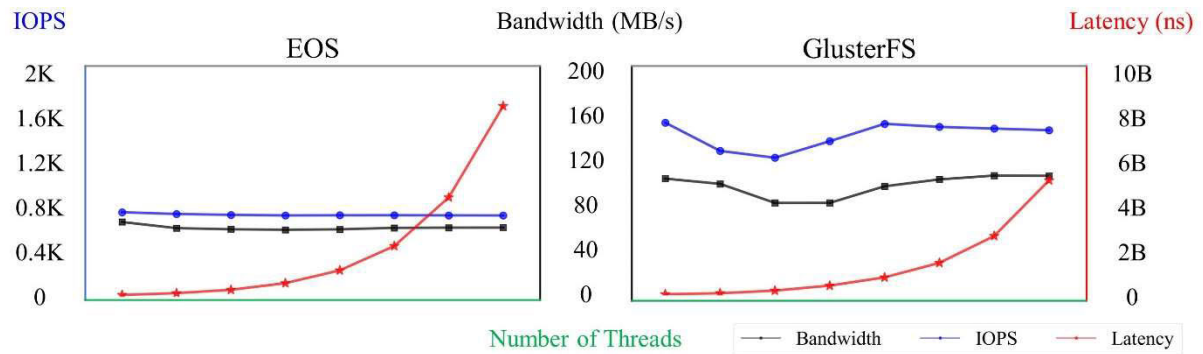 IOPS Bandwidth (MB/s) Latency (ns)
EOS GlusterFS
2K 200 10B
1.6K 160 8B
1.2K 120 6B
0.8K 80 4B
0.4K 40 2B
0 0 0
Number of Threads Bandwidth IOPS Latency